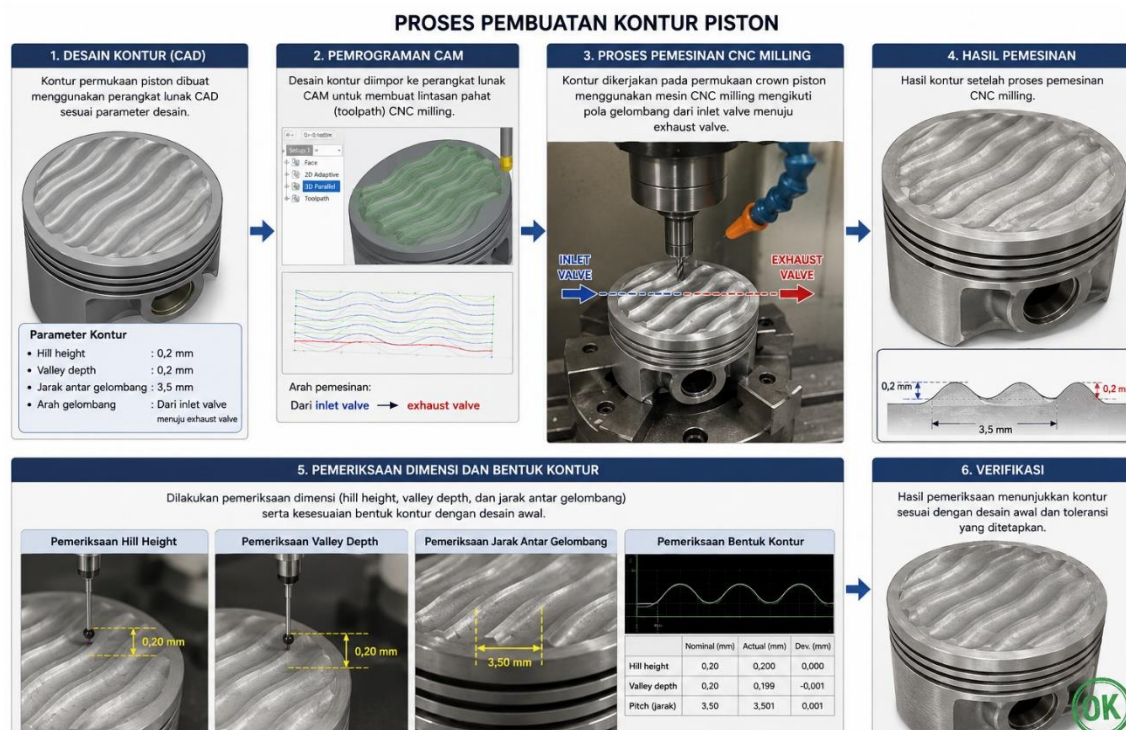 PROSES PEMBUATAN KONTUR PISTON
1. DESAIN KONTUR (CAD)
Kontur permukaan piston dibuat
menggunakan perangkat lunak CAD
sesuai parameter desain.
Parameter Kontur
• Hill height : 0,2 mm
• Valley depth : 0,2 mm
• Jarak antar gelombang : 3,5 mm
• Arah gelombang : Dari inlet valve
menuju exhaust valve
2. PEMROGRAMAN CAM
Desain kontur diimpor ke perangkat lunak
CAM untuk membuat lintasan pahat
(toolpath) CNC milling.
Setup 1
Face
2D Adaptive
3D Parallel
Toolpath
Arah pemesinan:
Dari inlet valve → exhaust valve
3. PROSES PEMESINAN CNC MILLING
Kontur dikerjakan pada permukaan crown piston
menggunakan mesin CNC milling mengikuti
pola gelombang dari inlet valve menuju
exhaust valve.
INLET
VALVE
EXHAUST
VALVE
4. HASIL PEMESINAN
Hasil kontur setelah proses pemesinan
CNC milling.
0,2 mm
0,2 m
3,5 mm
5. PEMERIKSAAN DIMENSI DAN BENTUK KONTUR
Dilakukan pemeriksaan dimensi (hill height, valley depth, dan jarak antar gelombang)
serta kesesuaian bentuk kontur dengan desain awal.
Pemeriksaan Hill Height
0,20 mm
Pemeriksaan Valley Depth
0,20 mm
Pemeriksaan Jarak Antar Gelombang
3,50 mm
Pemeriksaan Bentuk Kontur
Nominal (mm) Actual (mm) Dev. (mm)
Hill height 0,20 0,200 0,000
Valley depth 0,20 0,199 -0,001
Pitch (jarak) 3,50 3,501 0,001
6. VERIFIKASI
Hasil pemeriksaan menunjukkan kontur
sesuai dengan desain awal dan toleransi
yang ditetapkan.
OK